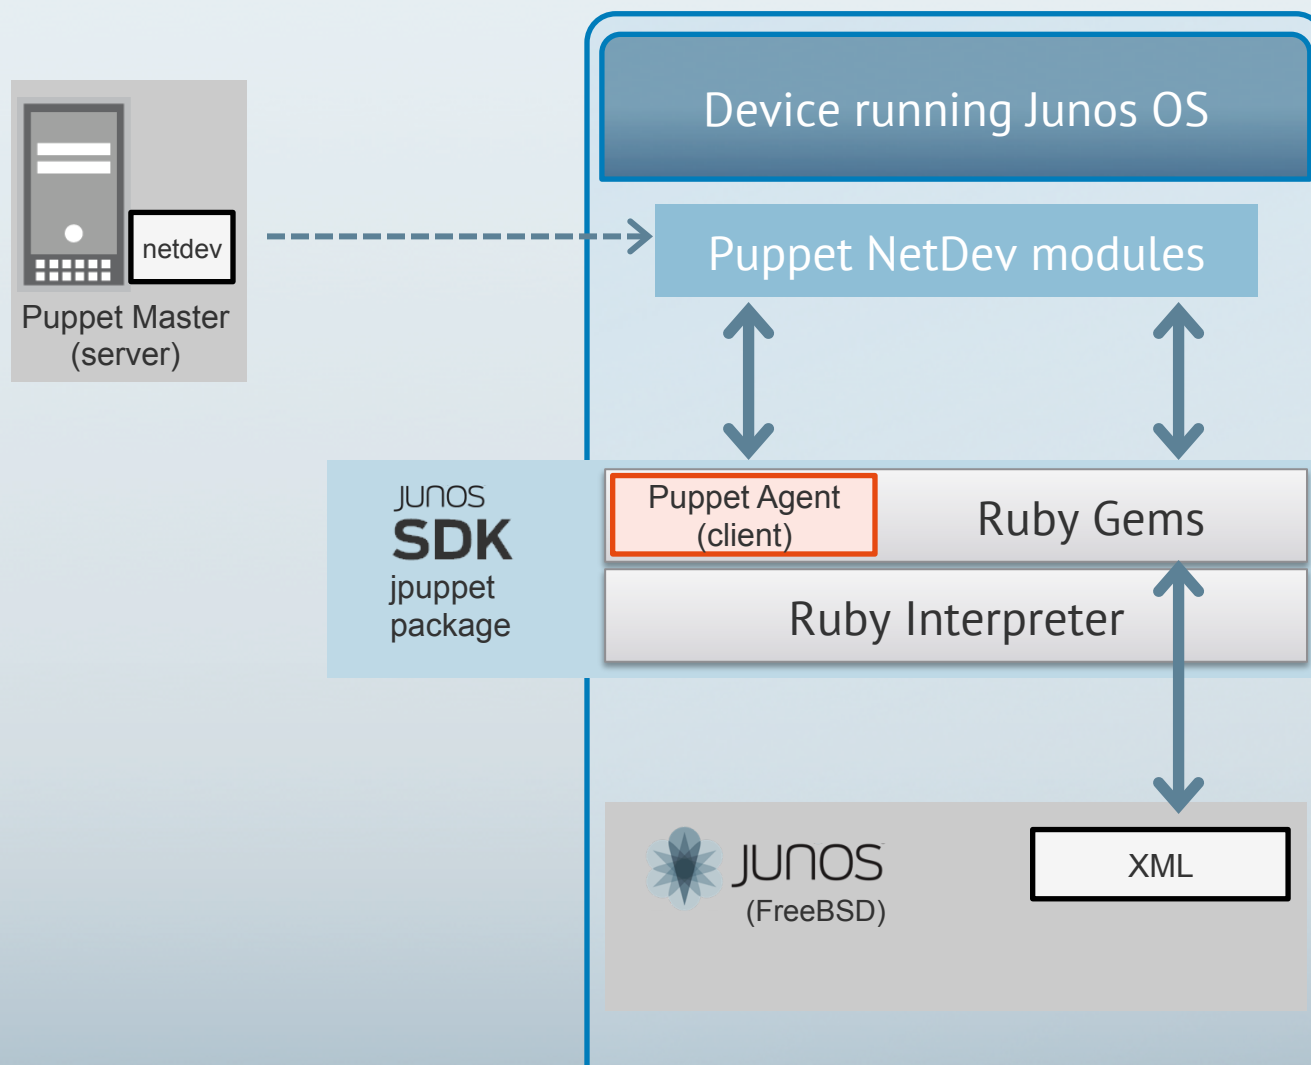 Device running Junos OS
netdev
Puppet Master
(server)
Puppet NetDev modules
JUNOS
SDK
jpuppet
package
Puppet Agent
(client)
Ruby Gems
Ruby Interpreter
JUNOS
(FreeBSD)
XML